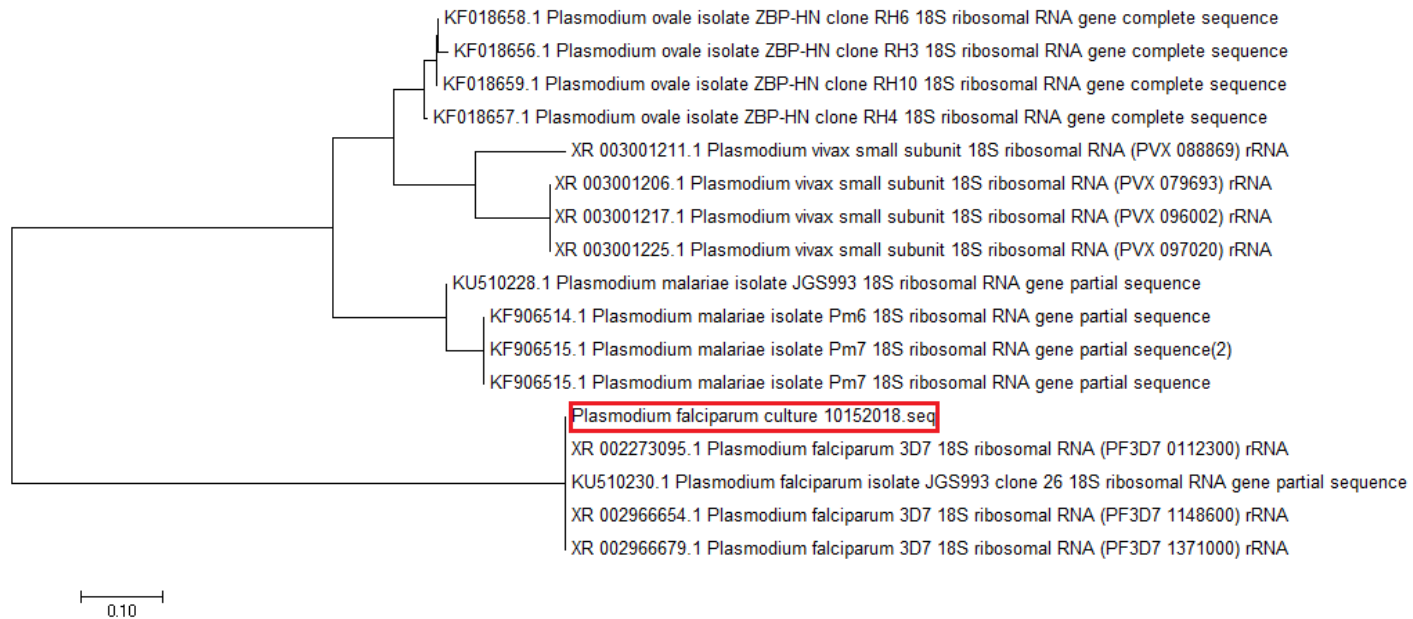 KF018658.1 Plasmodium ovale isolate ZBP-HN clone RH6 18S ribosomal RNA gene complete sequence
KF018656.1 Plasmodium ovale isolate ZBP-HN clone RH3 18S ribosomal RNA gene complete sequence
KF018659.1 Plasmodium ovale isolate ZBP-HN clone RH10 18S ribosomal RNA gene complete sequence
KF018657.1 Plasmodium ovale isolate ZBP-HN clone RH4 18S ribosomal RNA gene complete sequence
XR 003001211.1 Plasmodium vivax small subunit 18S ribosomal RNA (PVX 088869) rRNA
XR 003001206.1 Plasmodium vivax small subunit 18S ribosomal RNA (PVX 079693) rRNA
XR 003001217.1 Plasmodium vivax small subunit 18S ribosomal RNA (PVX 096002) rRNA
XR 003001225.1 Plasmodium vivax small subunit 18S ribosomal RNA (PVX 097020) rRNA
KU510228.1 Plasmodium malariae isolate JGS993 18S ribosomal RNA gene partial sequence
KF906514.1 Plasmodium malariae isolate Pm6 18S ribosomal RNA gene partial sequence
KF906515.1 Plasmodium malariae isolate Pm7 18S ribosomal RNA gene partial sequence(2)
KF906515.1 Plasmodium malariae isolate Pm7 18S ribosomal RNA gene partial sequence
Plasmodium falciparum culture 10152018.seq
XR 002273095.1 Plasmodium falciparum 3D7 18S ribosomal RNA (PF3D7 0112300) rRNA
KU510230.1 Plasmodium falciparum isolate JGS993 clone 26 18S ribosomal RNA gene partial sequence
XR 002966654.1 Plasmodium falciparum 3D7 18S ribosomal RNA (PF3D7 1148600) rRNA
XR 002966679.1 Plasmodium falciparum 3D7 18S ribosomal RNA (PF3D7 1371000) rRNA
0.10